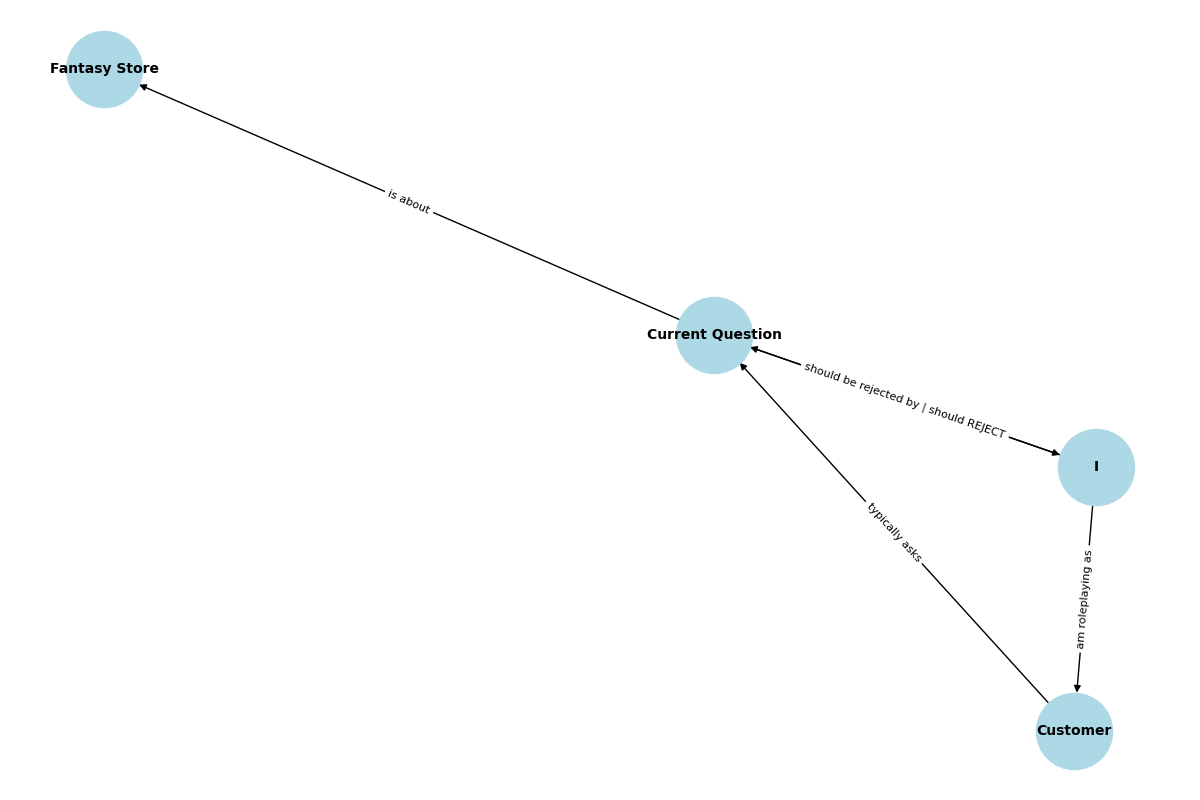 Fantasy Store
is about
Current Question
should be rejected by | should REJECT
I
typically asks
am roleplaying as
Customer